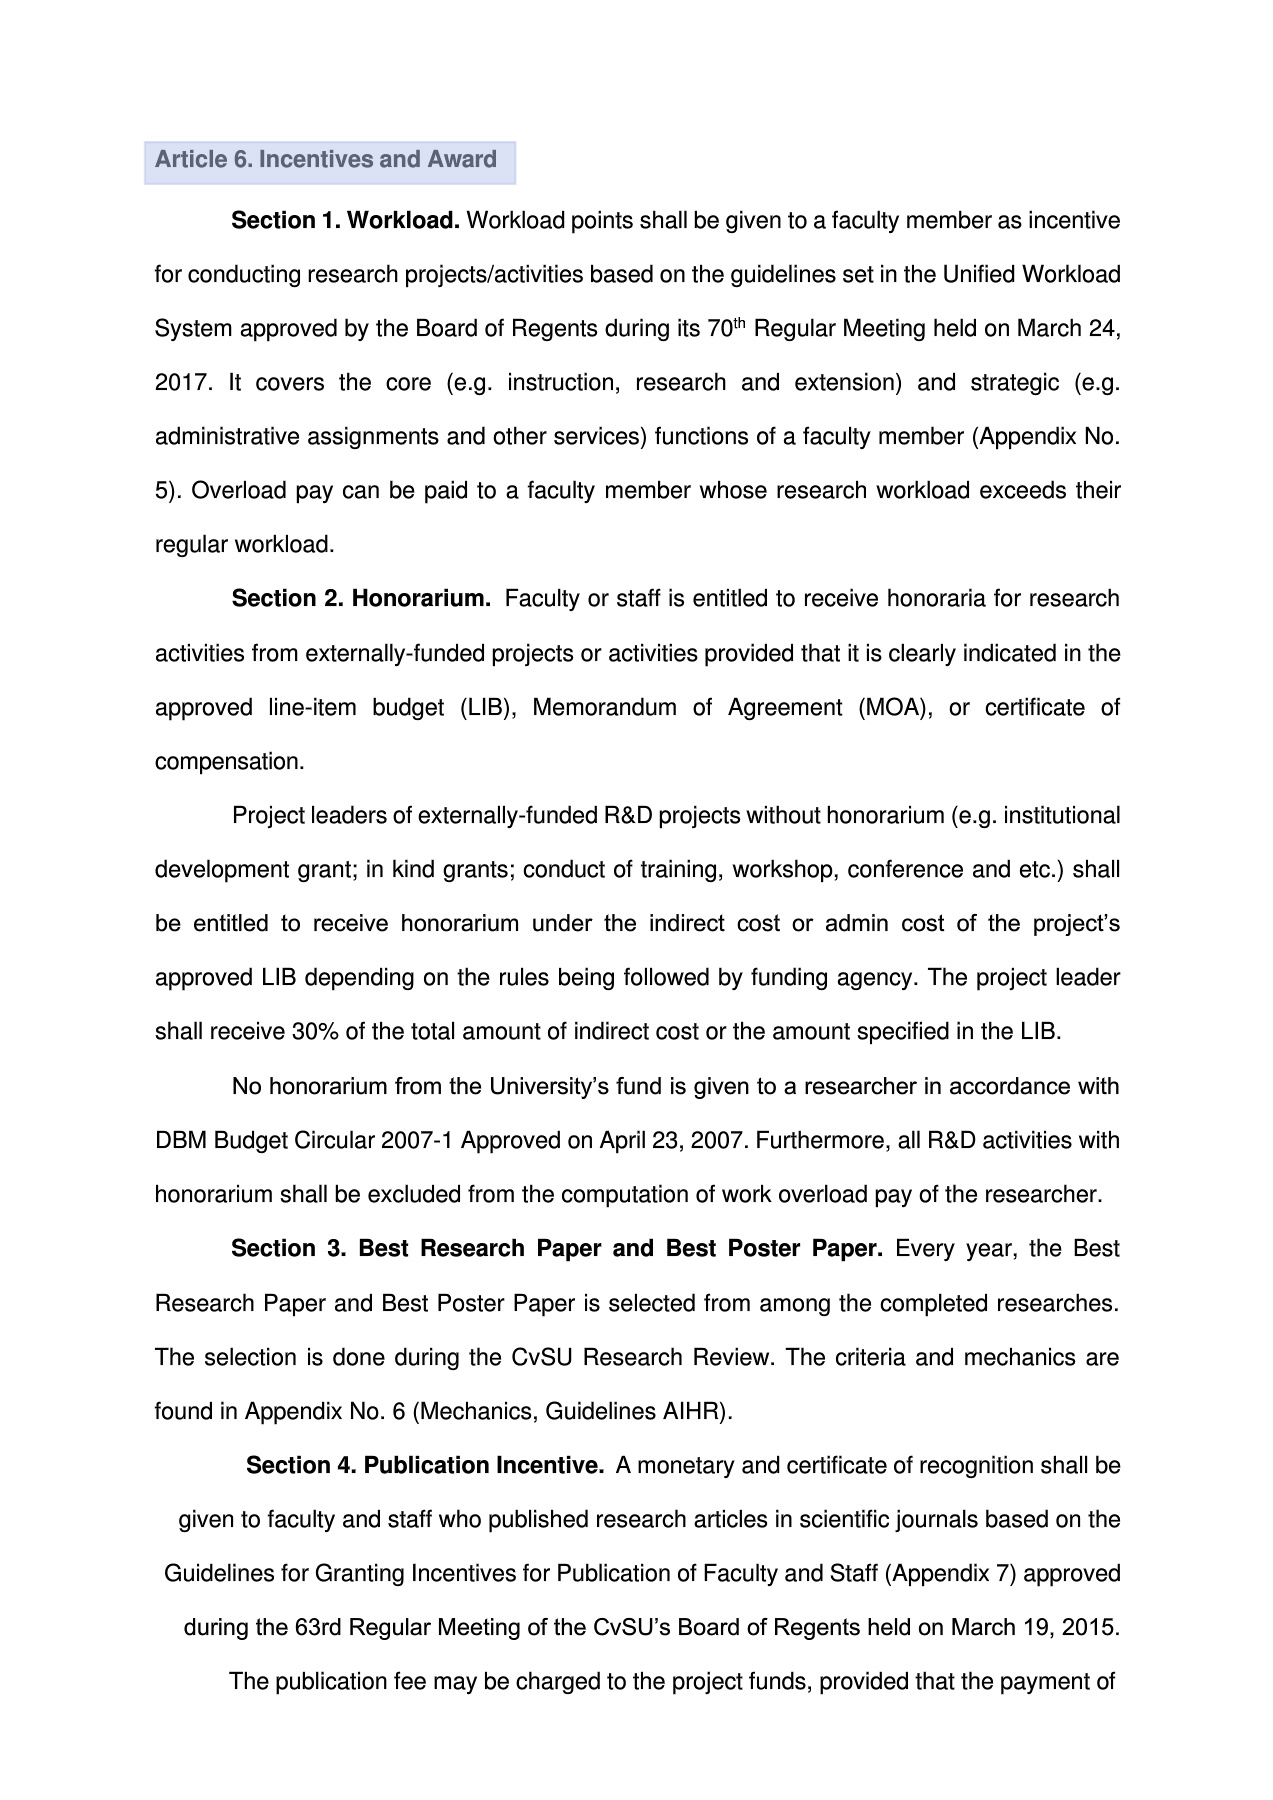 Article 6. Incentives and Award
Section 1. Workload. Workload points shall be given to a faculty member as incentive
for conducting research projects/activities based on the guidelines set in the Unified Workload
System approved by the Board of Regents during its 70th Regular Meeting held on March 24,
2017. It covers the core (e.g. instruction, research and extension) and strategic (e.g.
administrative assignments and other services) functions of a faculty member (Appendix No.
5). Overload pay can be paid to a faculty member whose research workload exceeds their
regular workload.
Section 2. Honorarium. Faculty or staff is entitled to receive honoraria for research
activities from externally-funded projects or activities provided that it is clearly indicated in the
approved line-item budget (LIB), Memorandum of Agreement (MOA), or certificate of
compensation.
Project leaders of externally-funded R&D projects without honorarium (e.g. institutional
development grant; in kind grants; conduct of training, workshop, conference and etc.) shall
be entitled to receive honorarium under the indirect cost or admin cost of the project’s
approved LIB depending on the rules being followed by funding agency. The project leader
shall receive 30% of the total amount of indirect cost or the amount specified in the LIB.
No honorarium from the University’s fund is given to a researcher in accordance with
DBM Budget Circular 2007-1 Approved on April 23, 2007. Furthermore, all R&D activities with
honorarium shall be excluded from the computation of work overload pay of the researcher.
Section 3. Best Research Paper and Best Poster Paper. Every year, the Best
Research Paper and Best Poster Paper is selected from among the completed researches.
The selection is done during the CvSU Research Review. The criteria and mechanics are
found in Appendix No. 6 (Mechanics, Guidelines AIHR).
Section 4. Publication Incentive. A monetary and certificate of recognition shall be
given to faculty and staff who published research articles in scientific journals based on the
Guidelines for Granting Incentives for Publication of Faculty and Staff (Appendix 7) approved
during the 63rd Regular Meeting of the CvSU’s Board of Regents held on March 19, 2015.
The publication fee may be charged to the project funds, provided that the payment of